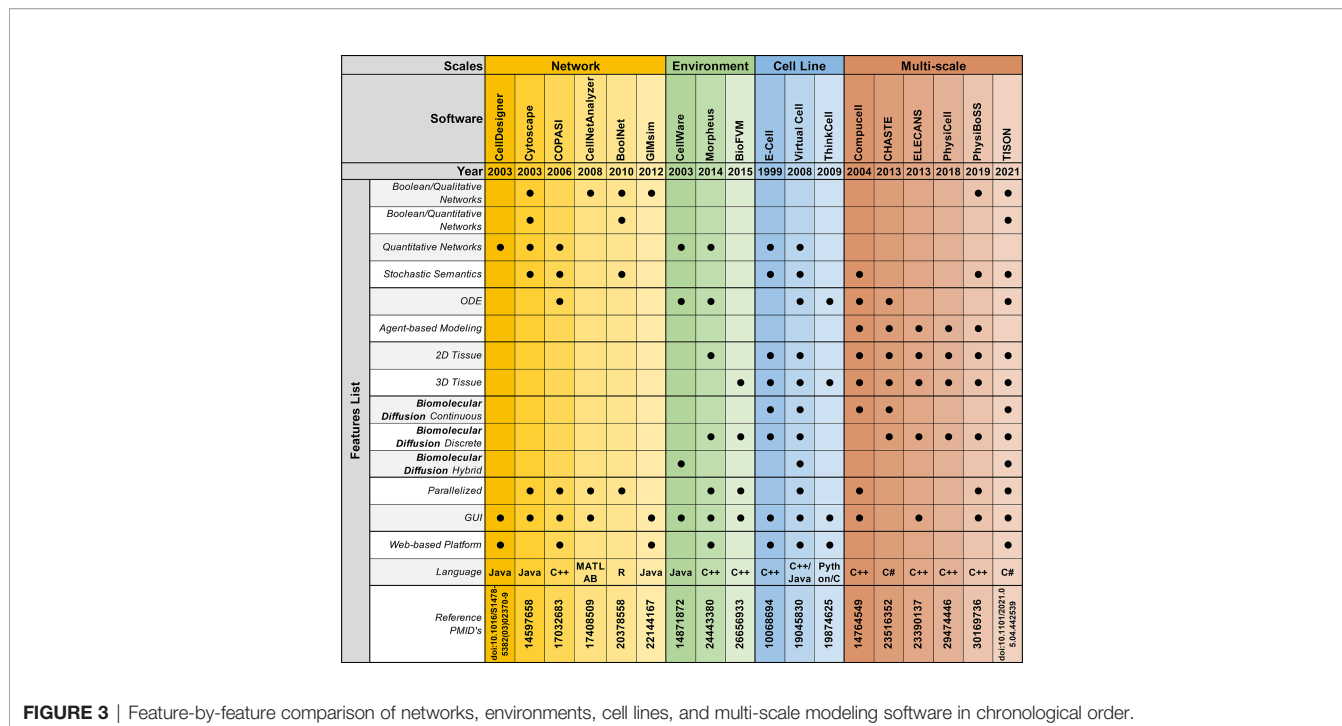 Scales Network Environment Cell Line Multi-scale
Software CellDesigner Cytoscape COPASI CellNetAnalyzer BoolNet GIMsim CellWare Morpheus BioFVM E-Cell Virtual Cell ThinkCell Compucell CHASTE ELECANS PhysiCell PhysiBoSS TISON
Year 2003 2003 2006 2008 2010 2012 2003 2014 2015 1999 2008 2009 2004 2013 2013 2018 2019 2021
Features List
Boolean/Qualitative
Networks ● ● ● ● ● ●
Boolean/Quantitative
Networks ● ● ●
Quantitative Networks ● ● ● ● ● ● ●
Stochastic Semantics ● ● ● ● ● ● ● ●
ODE ● ● ● ● ● ● ● ●
Agent-based Modeling ● ● ● ● ●
2D Tissue ● ● ● ● ● ● ● ● ●
3D Tissue ● ● ● ● ● ● ● ● ● ●
Biomolecular
Diffusion Continuous ● ● ● ● ●
Biomolecular
Diffusion Discrete ● ● ● ● ● ● ● ● ●
Biomolecular
Diffusion Hybrid ● ● ●
Parallelized ● ● ● ● ● ● ● ● ● ●
GUI ● ● ● ● ● ● ● ● ● ● ● ● ● ● ●
Web-based Platform ● ● ● ● ● ● ● ●
Language Java Java C++ MATL R Java Java C++ C++ C++ C++/ Pyth C++ C# C++ C++ C++ C#
AB Java on/C
Reference
PMID's
doi:10.1016/S1478-
5382(03)02370-9
14597658
17032683
17408509
20378558
22144167
14871872
24443380
26656933
10068694
19045830
19874625
14764549
23516352
23390137
29474446
30169736
doi:10.1101/2021.0
5.04.442539
FIGURE 3 | Feature-by-feature comparison of networks, environments, cell lines, and multi-scale modeling software in chronological order.